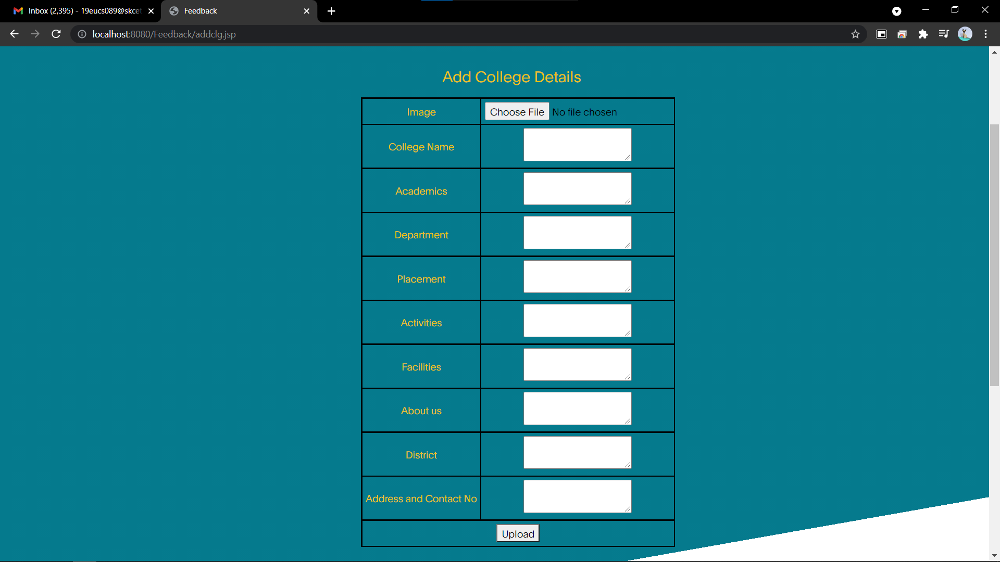 Inbox (2,395) - 19eucs089@skcet
Feedback
localhost:8080/Feedback/addclg.jsp
Add College Details
Image
Choose File No file chosen
College Name
Academics
Department
Placement
Activities
Facilities
About us
District
Address and Contact No
Upload